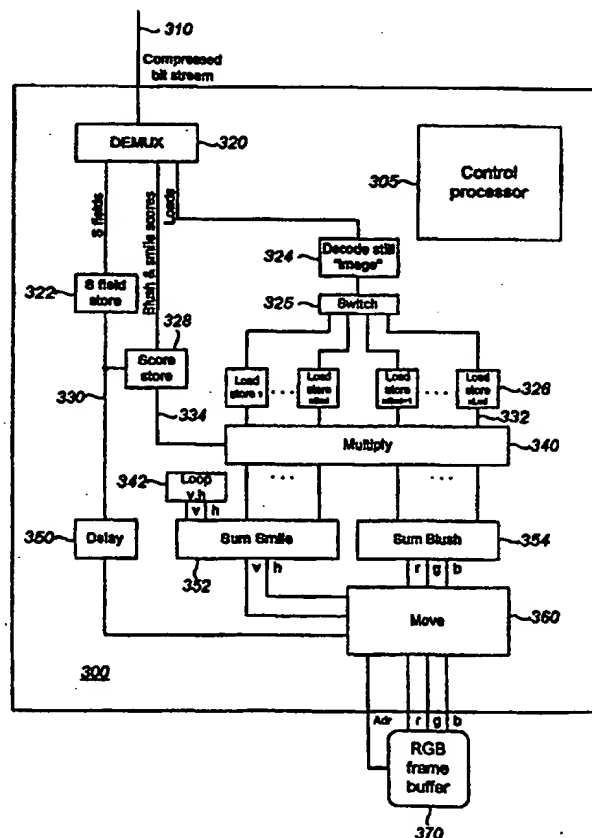 310
Compressed
bit stream
DEMUX
320
305
Control
processor
S fields
Blush & smile scores
Loads
324
Decode still
"image"
322
S field
store
325
Switch
328
Score
store
330
334
Load
store 1
...
Load
store
Load
store
...
Load
store
326
332
Multiply
340
...
...
342
Loop
v,h
v h
350
Delay
Sum Smile
352
Sum Blush
354
v h
r g b
Move
360
300
Adr r g b
RGB
frame
buffer
370